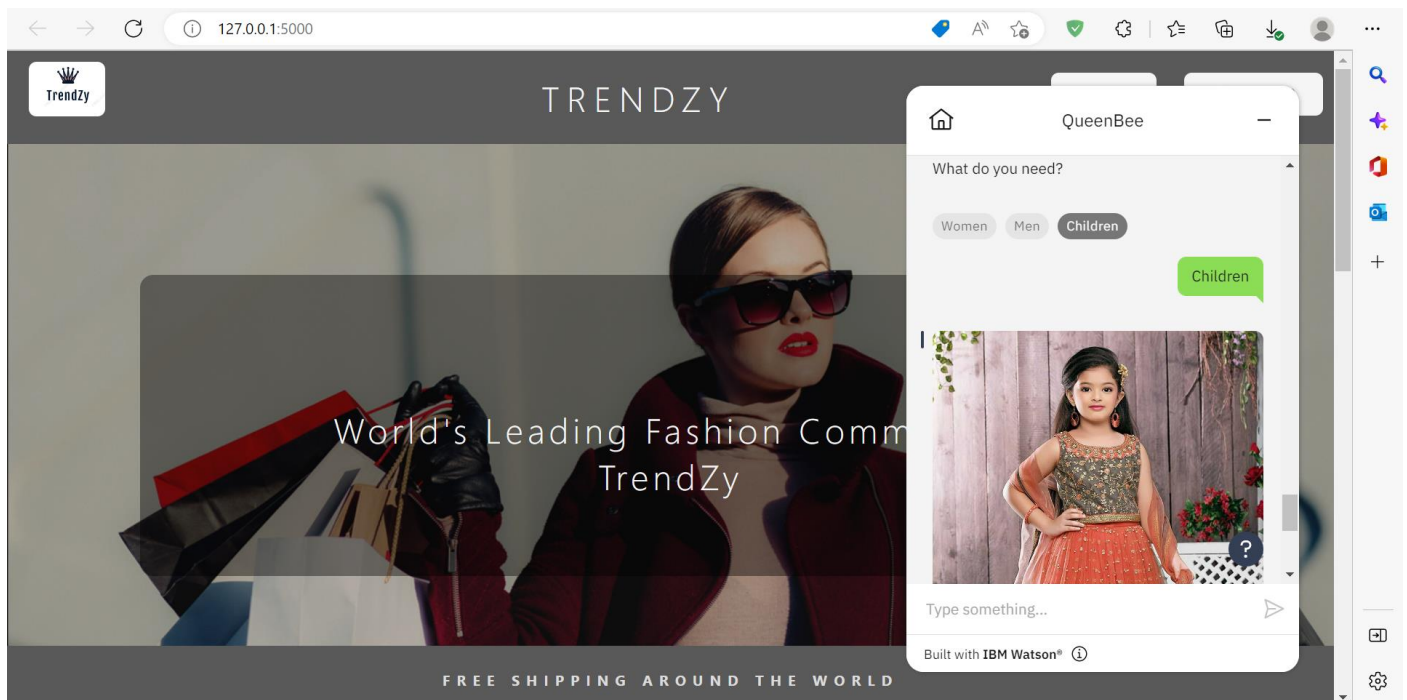 127.0.0.1:5000
TrendZy
TRENDZY
QueenBee
What do you need?
Women Men Children
Children
World's Leading Fashion Comm
TrendZy
?
Type something...
Built with IBM Watson®
FREE SHIPPING AROUND THE WORLD